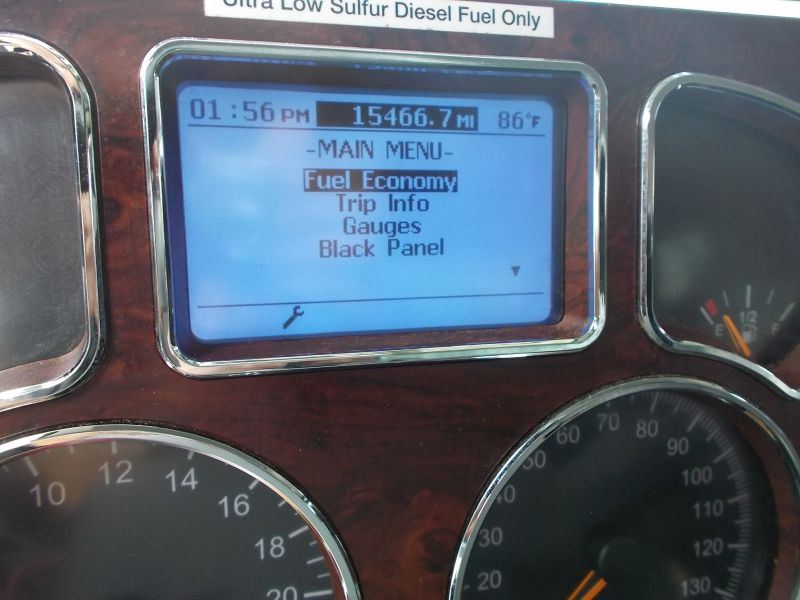 Ultra Low Sulfur Diesel Fuel Only
01:56 PM 15466.7 MI 86°F
-MAIN MENU-
Fuel Economy
Trip Info
Gauges
Black Panel
E 1/2 F
10 12 14 16 18 20
20 30 40 50 60 70 80 90 100 110 120 130